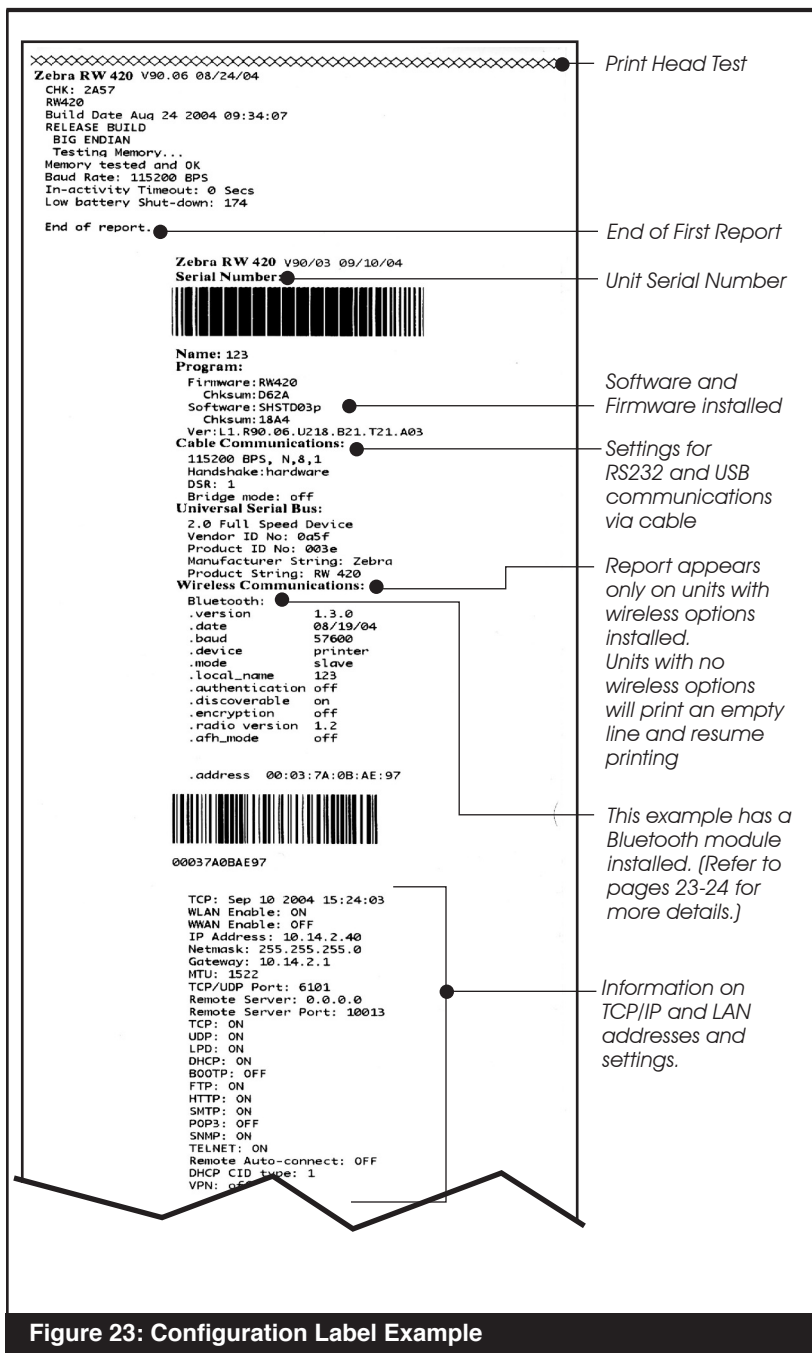 Zebra RW 420 V90.06 08/24/04
CHK: 2A57
RW420
Build Date Aug 24 2004 09:34:07
RELEASE BUILD
BIG ENDIAN
Testing Memory...
Memory tested and OK
Baud Rate: 115200 BPS
In-activity Timeout: 0 Secs
Low battery Shut-down: 174
End of report.
Zebra RW 420 V90/03 09/10/04
Serial Number:
Name: 123
Program:
Firmware:RW420
Chksum:D62A
Software:SHSTD03p
Chksum:18A4
Ver:L1.R90.06.U218.B21.T21.A03
Cable Communications:
115200 BPS, N,8,1
Handshake:hardware
DSR: 1
Bridge mode: off
Universal Serial Bus:
2.0 Full Speed Device
Vendor ID No: 0a5f
Product ID No: 003e
Manufacturer String: Zebra
Product String: RW 420
Wireless Communications:
Bluetooth:
.version 1.3.0
.date 08/19/04
.baud 57600
.device printer
.mode slave
.local_name 123
.authentication off
.discoverable on
.encryption off
.radio version 1.2
.afh_mode off
.address 00:03:7A:0B:AE:97
00037A0BAE97
TCP: Sep 10 2004 15:24:03
WLAN Enable: ON
WWAN Enable: OFF
IP Address: 10.14.2.40
Netmask: 255.255.255.0
Gateway: 10.14.2.1
MTU: 1522
TCP/UDP Port: 6101
Remote Server: 0.0.0.0
Remote Server Port: 10013
TCP: ON
UDP: ON
LPD: ON
DHCP: ON
BOOTP: OFF
FTP: ON
HTTP: ON
SMTP: ON
POP3: OFF
SNMP: ON
TELNET: ON
Remote Auto-connect: OFF
DHCP CID type: 1
VPN:
Print Head Test
End of First Report
Unit Serial Number
Software and
Firmware installed
Settings for
RS232 and USB
communications
via cable
Report appears
only on units with
wireless options
installed.
Units with no
wireless options
will print an empty
line and resume
printing
This example has a
Bluetooth module
installed. (Refer to
pages 23-24 for
more details.)
Information on
TCP/IP and LAN
addresses and
settings.
Figure 23: Configuration Label Example